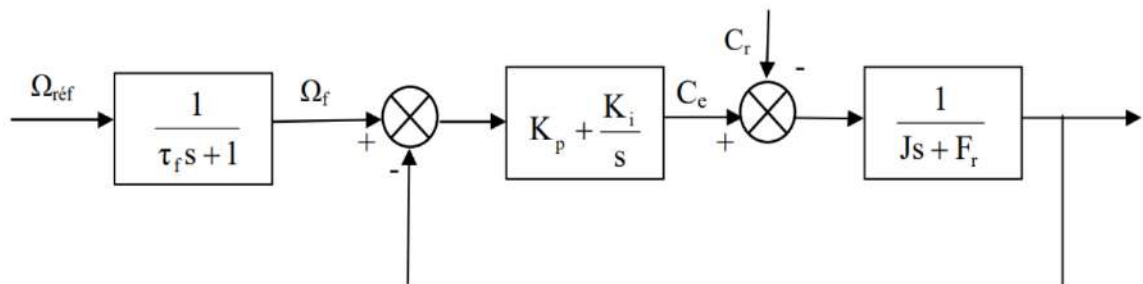 Ω_réf
1
τ_f s + 1
Ω_f
+
-
K_p + K_i / s
C_e
C_r
-
+
1
Js + F_r